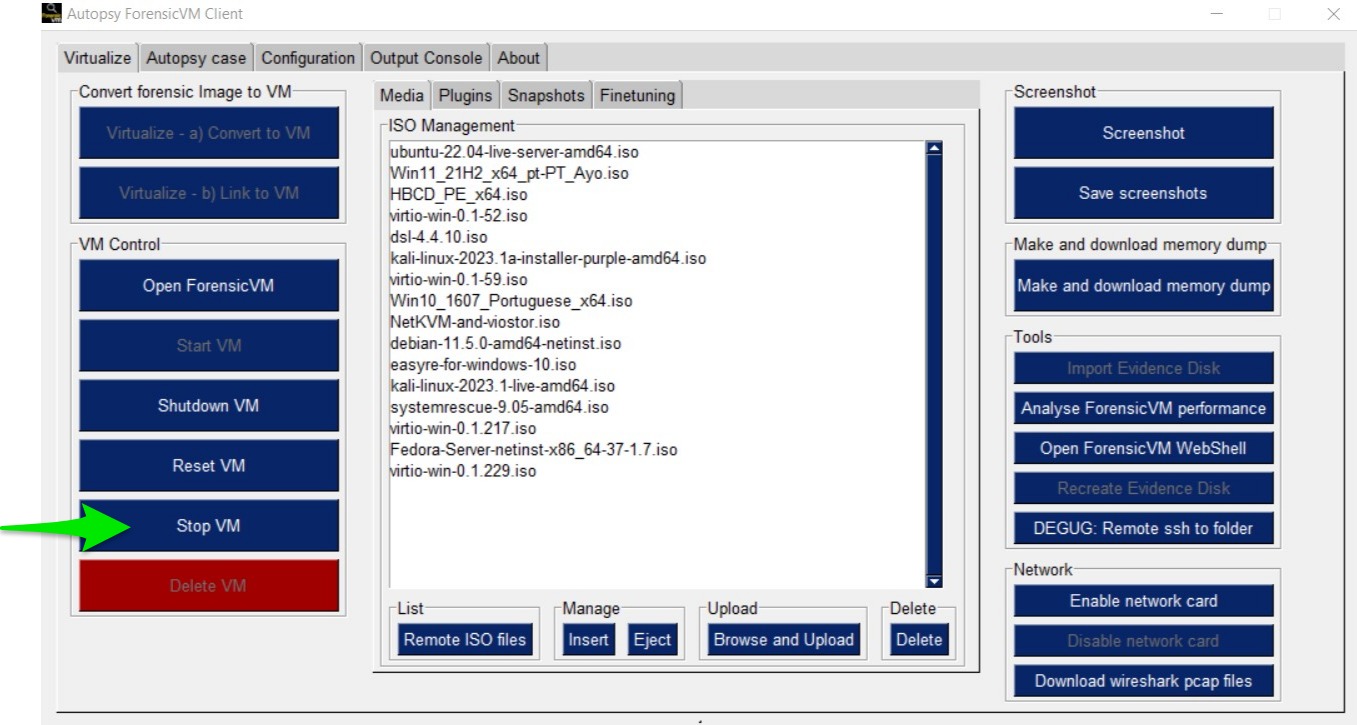 Autopsy ForensicVM Client
Virtualize Autopsy case Configuration Output Console About
Convert forensic Image to VM
Virtualize - a) Convert to VM
Virtualize - b) Link to VM
VM Control
Open ForensicVM
Start VM
Shutdown VM
Reset VM
Stop VM
Delete VM
Media Plugins Snapshots Finetuning
ISO Management
ubuntu-22.04-live-server-amd64.iso
Win11_21H2_x64_pt-PT_Ayo.iso
HBCD_PE_x64.iso
virtio-win-0.1-52.iso
dsl-4.4.10.iso
kali-linux-2023.1a-installer-purple-amd64.iso
virtio-win-0.1-59.iso
Win10_1607_Portuguese_x64.iso
NetKVM-and-viostor.iso
debian-11.5.0-amd64-netinst.iso
easyre-for-windows-10.iso
kali-linux-2023.1-live-amd64.iso
systemrescue-9.05-amd64.iso
virtio-win-0.1.217.iso
Fedora-Server-netinst-x86_64-37-1.7.iso
virtio-win-0.1.229.iso
List Manage Upload Delete
Remote ISO files Insert Eject Browse and Upload Delete
Screenshot
Screenshot
Save screenshots
Make and download memory dump
Make and download memory dump
Tools
Import Evidence Disk
Analyse ForensicVM performance
Open ForensicVM WebShell
Recreate Evidence Disk
DEGUG: Remote ssh to folder
Network
Enable network card
Disable network card
Download wireshark pcap files